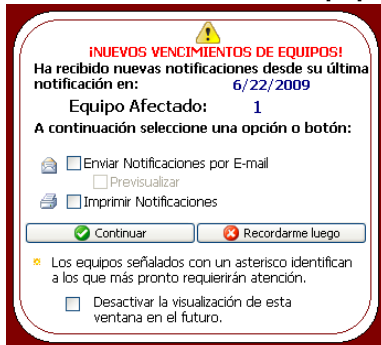 ¡NUEVOS VENCIMIENTOS DE EQUIPOS!
Ha recibido nuevas notificaciones desde su última
notificación en: 6/22/2009
Equipo Afectado: 1
A continuación seleccione una opción o botón:
Enviar Notificaciones por E-mail
Previsualizar
Imprimir Notificaciones
Continuar Recordarme luego
Los equipos señalados con un asterisco identifican
a los que más pronto requierirán atención.
Desactivar la visualización de esta
ventana en el futuro.